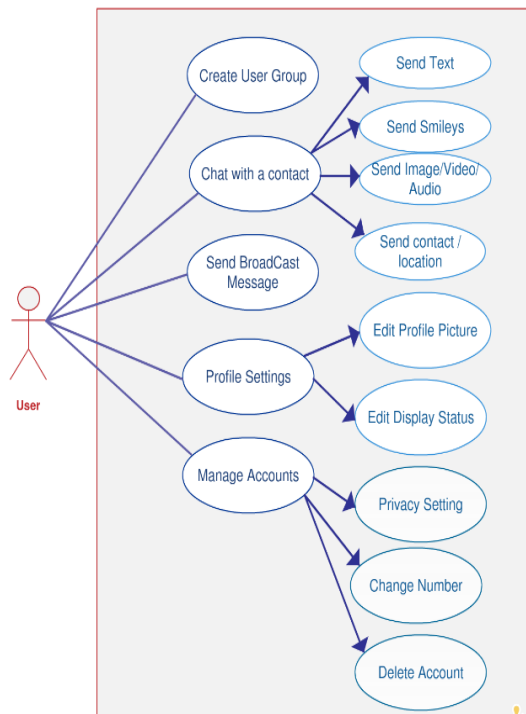 Create User Group
Send Text
Send Smileys
Chat with a contact
Send Image/Video/
Audio
Send contact /
location
Send BroadCast
Message
User
Profile Settings
Edit Profile Picture
Edit Display Status
Manage Accounts
Privacy Setting
Change Number
Delete Account